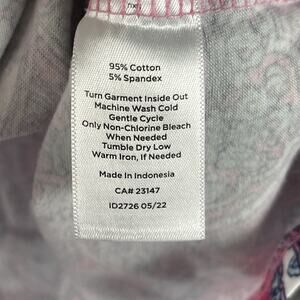 95% Cotton
5% Spandex
Turn Garment Inside Out
Machine Wash Cold
Gentle Cycle
Only Non-Chlorine Bleach
When Needed
Tumble Dry Low
Warm Iron, If Needed
Made in Indonesia
CA# 23147
ID2726 05/22